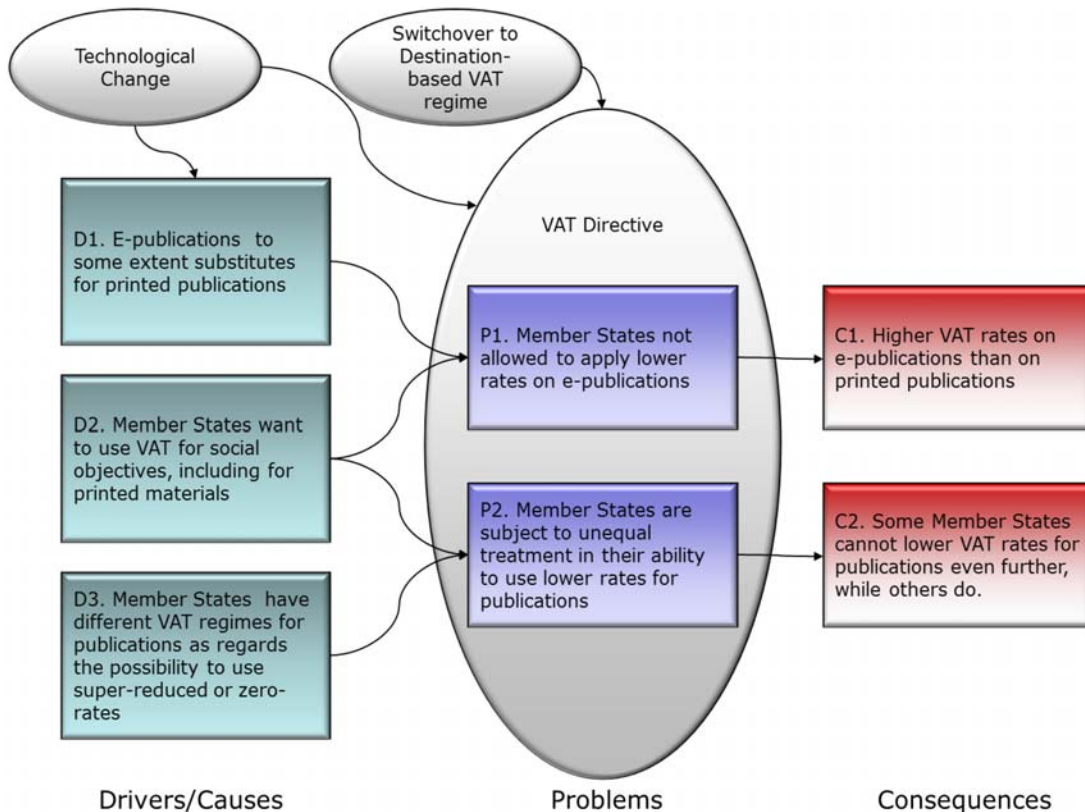 Technological
Change
Switchover to
Destination-
based VAT
regime
VAT Directive
D1. E-publications to
some extent substitutes
for printed publications
P1. Member States not
allowed to apply lower
rates on e-publications
C1. Higher VAT rates on
e-publications than on
printed publications
D2. Member States want
to use VAT for social
objectives, including for
printed materials
P2. Member States are
subject to unequal
treatment in their ability
to use lower rates for
publications
C2. Some Member States
cannot lower VAT rates for
publications even further,
while others do.
D3. Member States have
different VAT regimes for
publications as regards
the possibility to use
super-reduced or zero-
rates
Drivers/Causes
Problems
Consequences